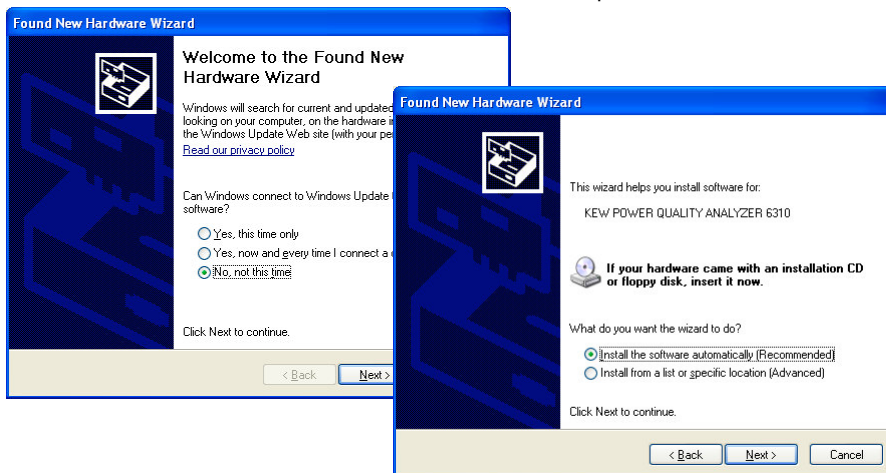 Found New Hardware Wizard
Welcome to the Found New
Hardware Wizard
Windows will search for current and updated
looking on your computer, on the hardware
the Windows Update Web site (with your
Read our privacy policy
Can Windows connect to Windows Update
software?
Yes, this time only
Yes, now and every time I connect a
No, not this time
Click Next to continue.
< Back
Next >
Found New Hardware Wizard
This wizard helps you install software for:
KEW POWER QUALITY ANALYZER 6310
If your hardware came with an installation CD
or floppy disk, insert it now.
What do you want the wizard to do?
Install the software automatically (Recommended)
Install from a list or specific location (Advanced)
Click Next to continue.
< Back
Next >
Cancel